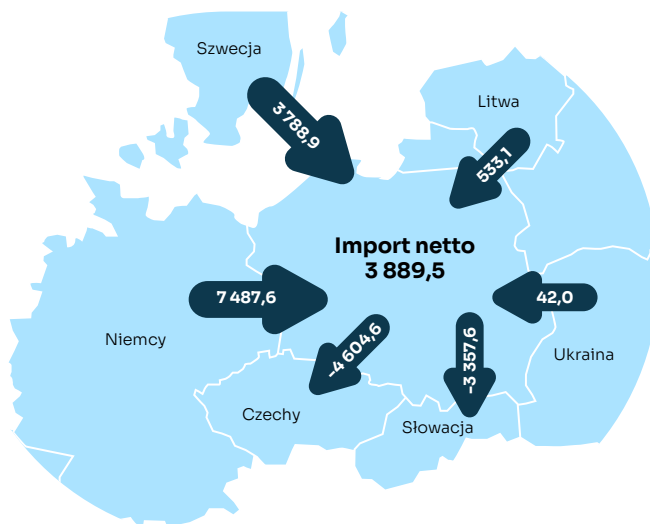 Szwecja
3 788,9
Litwa
533,1
Import netto
3 889,5
7 487,6
42,0
Niemcy
-4 604,6
-3 357,6
Ukraina
Czechy
Słowacja